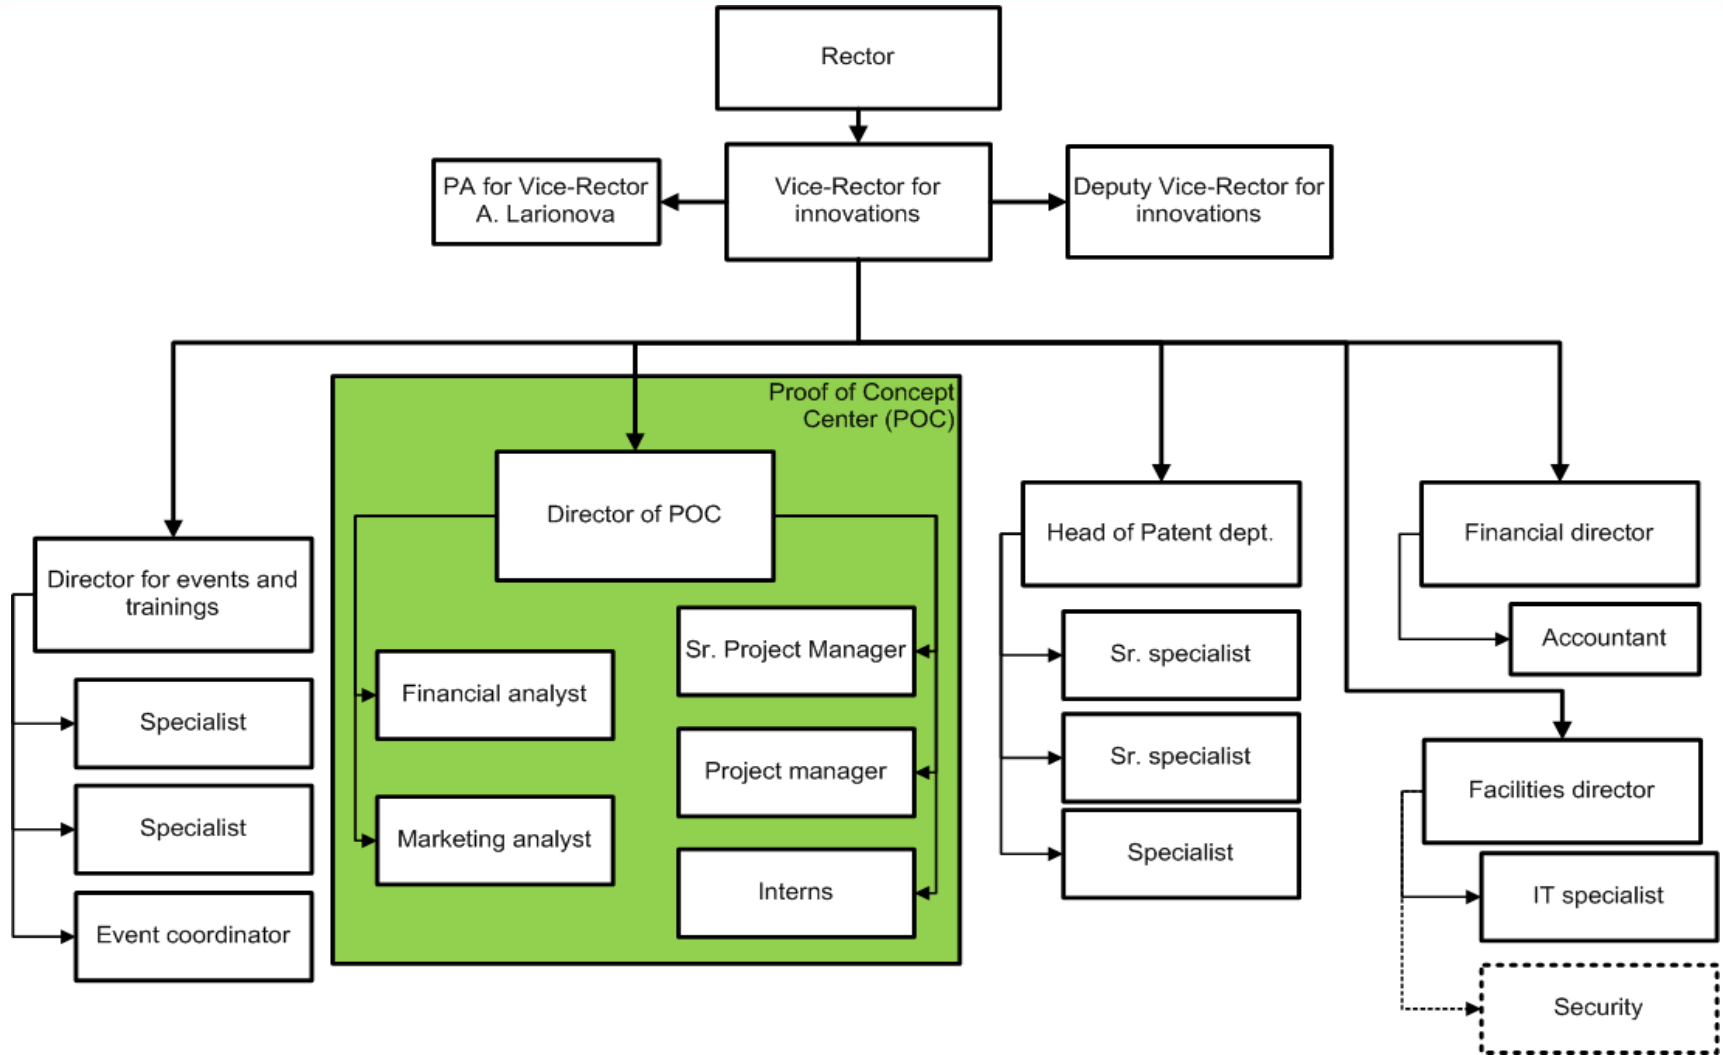 Rector
PA for Vice-Rector
A. Larionova
Vice-Rector for
innovations
Deputy Vice-Rector for
innovations
Proof of Concept
Center (POC)
Director for events and
trainings
Specialist
Specialist
Event coordinator
Director of POC
Financial analyst
Marketing analyst
Sr. Project Manager
Project manager
Interns
Head of Patent dept.
Sr. specialist
Sr. specialist
Specialist
Financial director
Accountant
Facilities director
IT specialist
Security